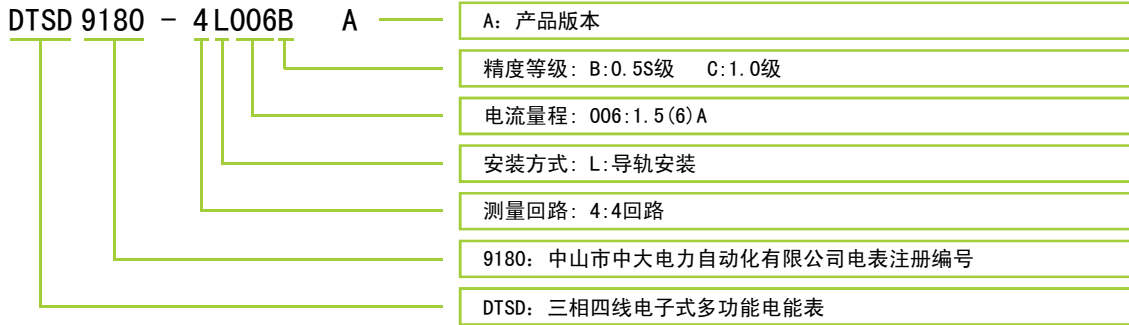 DTSD 9180 - 4L006B A
A: 产品版本
精度等级: B:0.5S级 C:1.0级
电流量程: 006:1.5(6)A
安装方式: L:导轨安装
测量回路: 4:4回路
9180: 中山市中大电力自动化有限公司电表注册编号
DTSD: 三相四线电子式多功能电能表